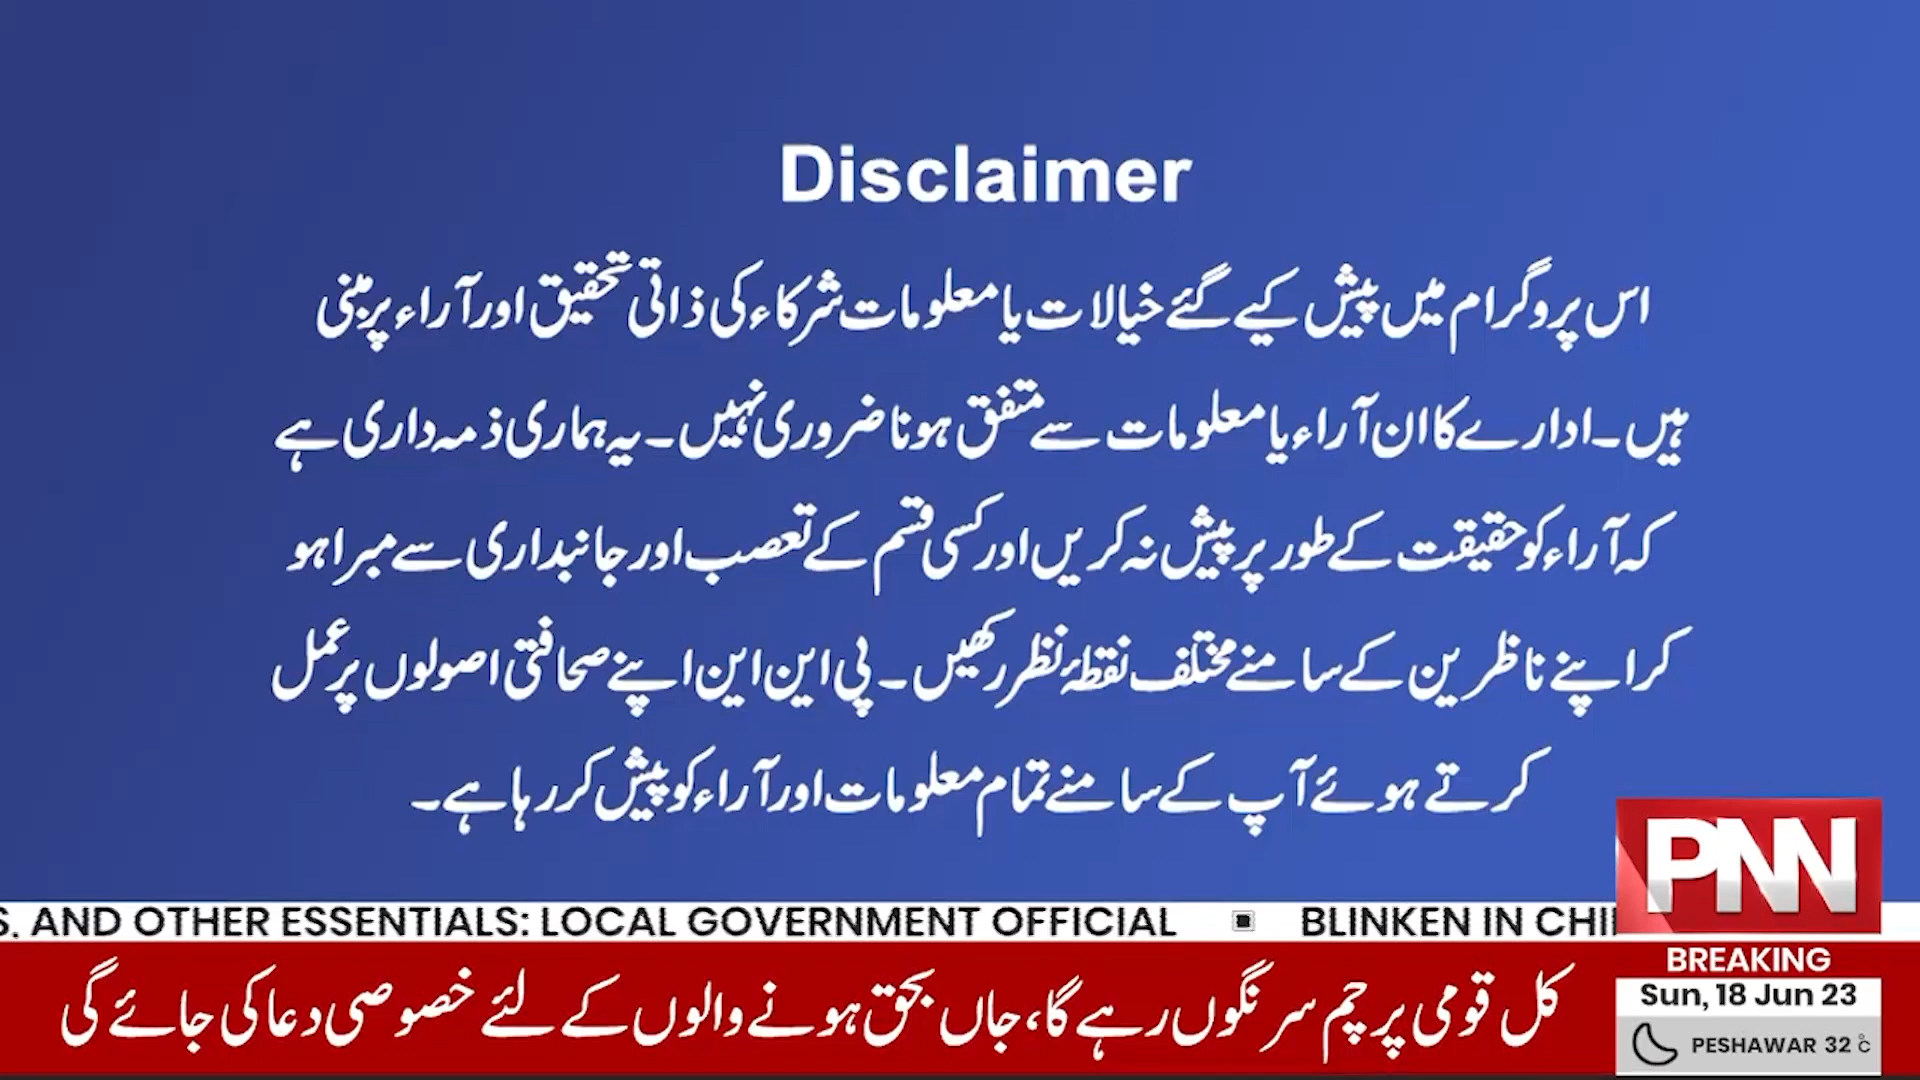 Disclaimer
اس پروگرام میں پیش کیے گئے خیالات یا معلومات شرکاء کی ذاتی تحقیق اور آراء پر مبنی
ہیں۔ ادارے کا ان آراء یا معلومات سے متفق ہونا ضروری نہیں۔ یہ ہماری ذمہ داری ہے
کہ آراء کو حقیقت کے طور پر پیش نہ کریں اور کسی قسم کے تعصب اور جانبداری سے مبرا ہو
کر اپنے ناظرین کے سامنے مختلف نقطۂ نظر رکھیں۔ پی این این اپنے صحافتی اصولوں پر عمل
کرتے ہوئے آپ کے سامنے تمام معلومات اور آراء کو پیش کر رہا ہے۔
PNN
S, AND OTHER ESSENTIALS: LOCAL GOVERNMENT OFFICIAL BLINKEN IN CHI
BREAKING
کل قومی پرچم سرنگوں رہے گا، جاں بحق ہونے والوں کے لئے خصوصی دعا کی جائے گی
Sun, 18 Jun 23
PESHAWAR 32°C